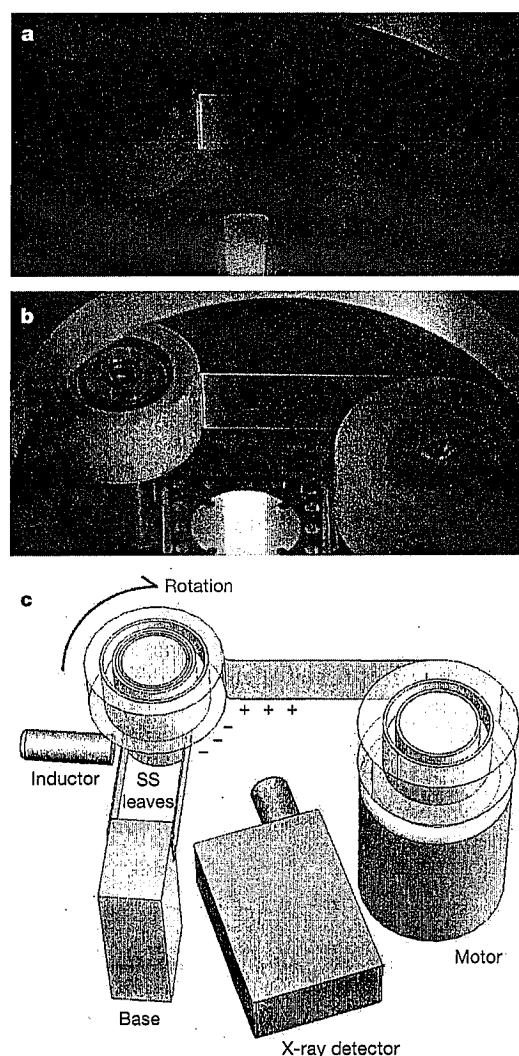 a
b
c
Rotation
+ + +
– – –
Inductor
SS
leaves
Base
Motor
X-ray detector